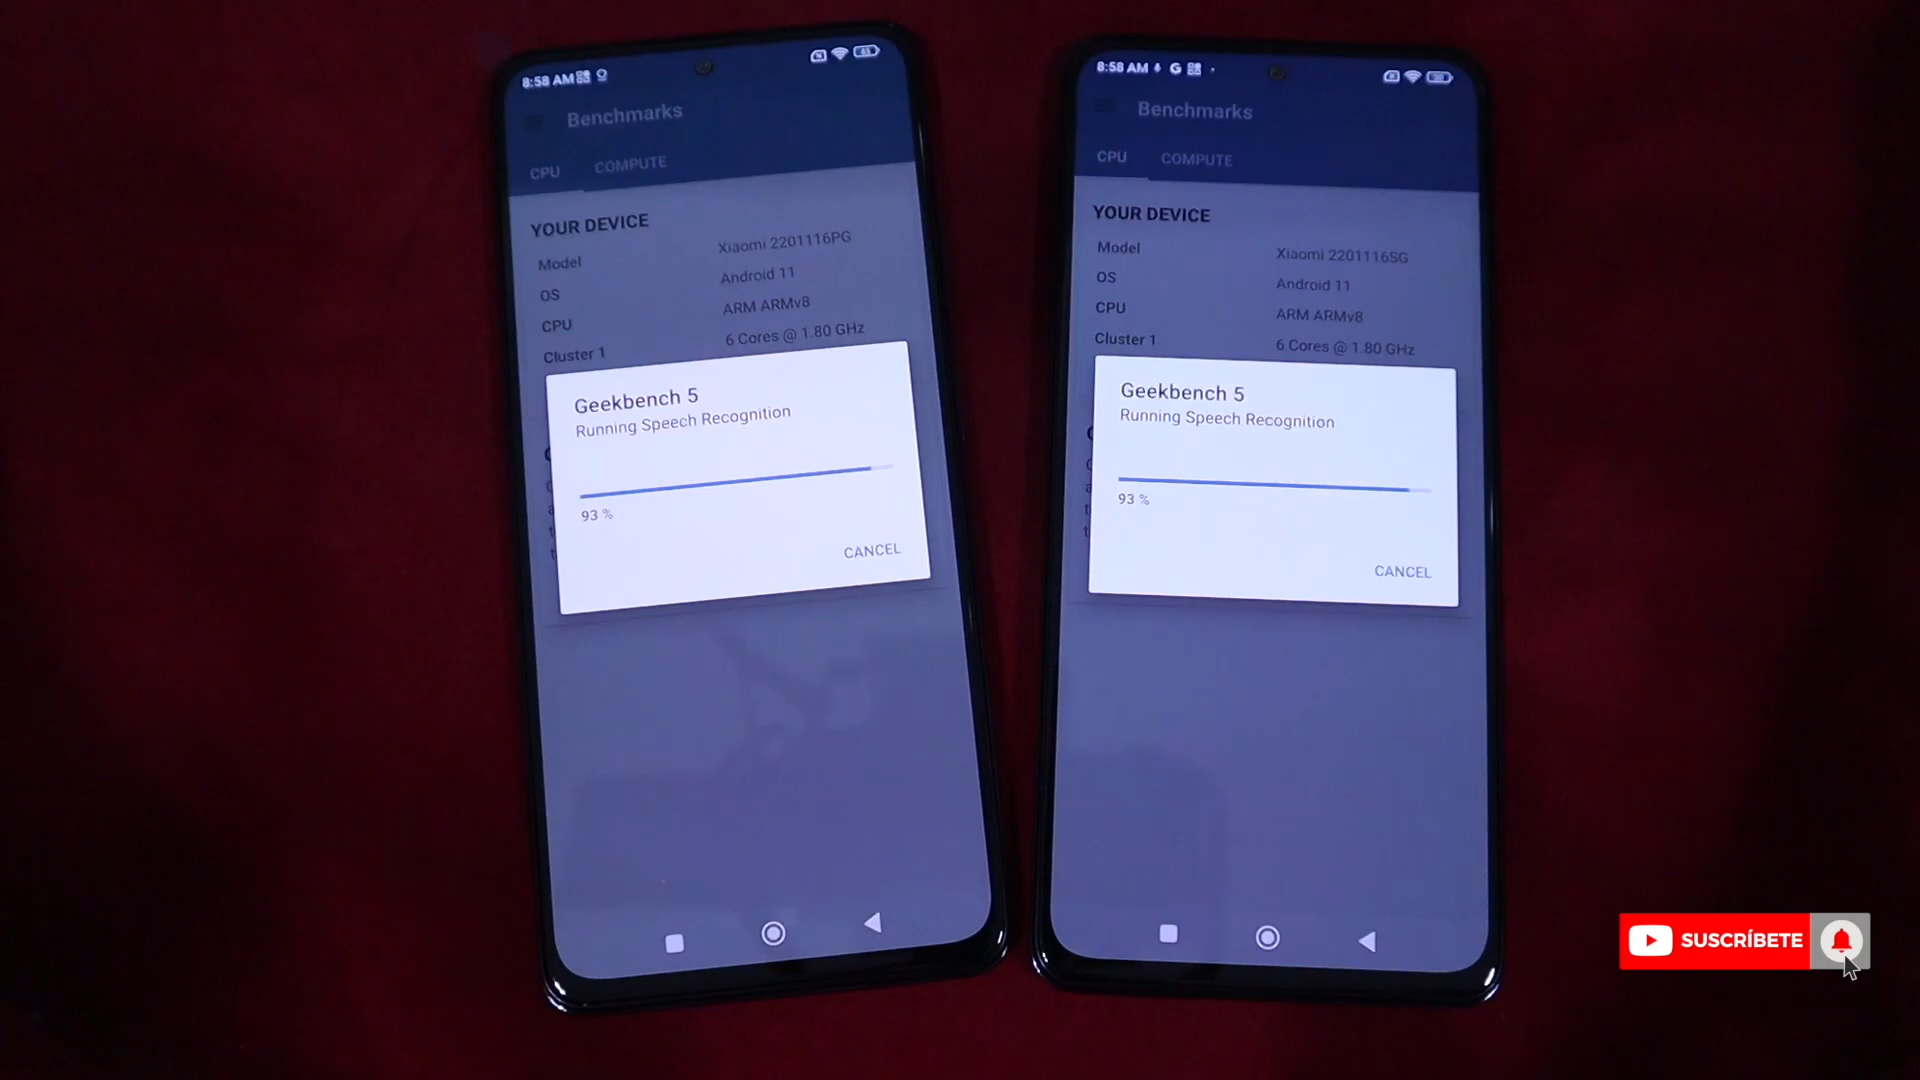 8:58 AM
65
Benchmarks
CPU COMPUTE
YOUR DEVICE
Model Xiaomi 2201116PG
OS Android 11
CPU ARM ARMv8
Cluster 1 6 Cores @ 1.80 GHz
Geekbench 5
Running Speech Recognition
93 %
CANCEL
8:58 AM G
Benchmarks
CPU COMPUTE
YOUR DEVICE
Model Xiaomi 2201116SG
OS Android 11
CPU ARM ARMv8
Cluster 1 6 Cores @ 1.80 GHz
Geekbench 5
Running Speech Recognition
93 %
CANCEL
SUSCRÍBETE